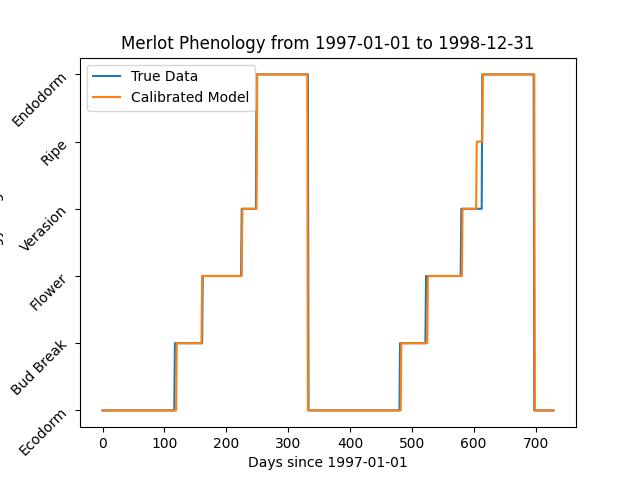 Merlot Phenology from 1997-01-01 to 1998-12-31
True Data
Calibrated Model
Endodorm
Ripe
Verasion
Flower
Bud Break
Ecodorm
0 100 200 300 400 500 600 700
Days since 1997-01-01